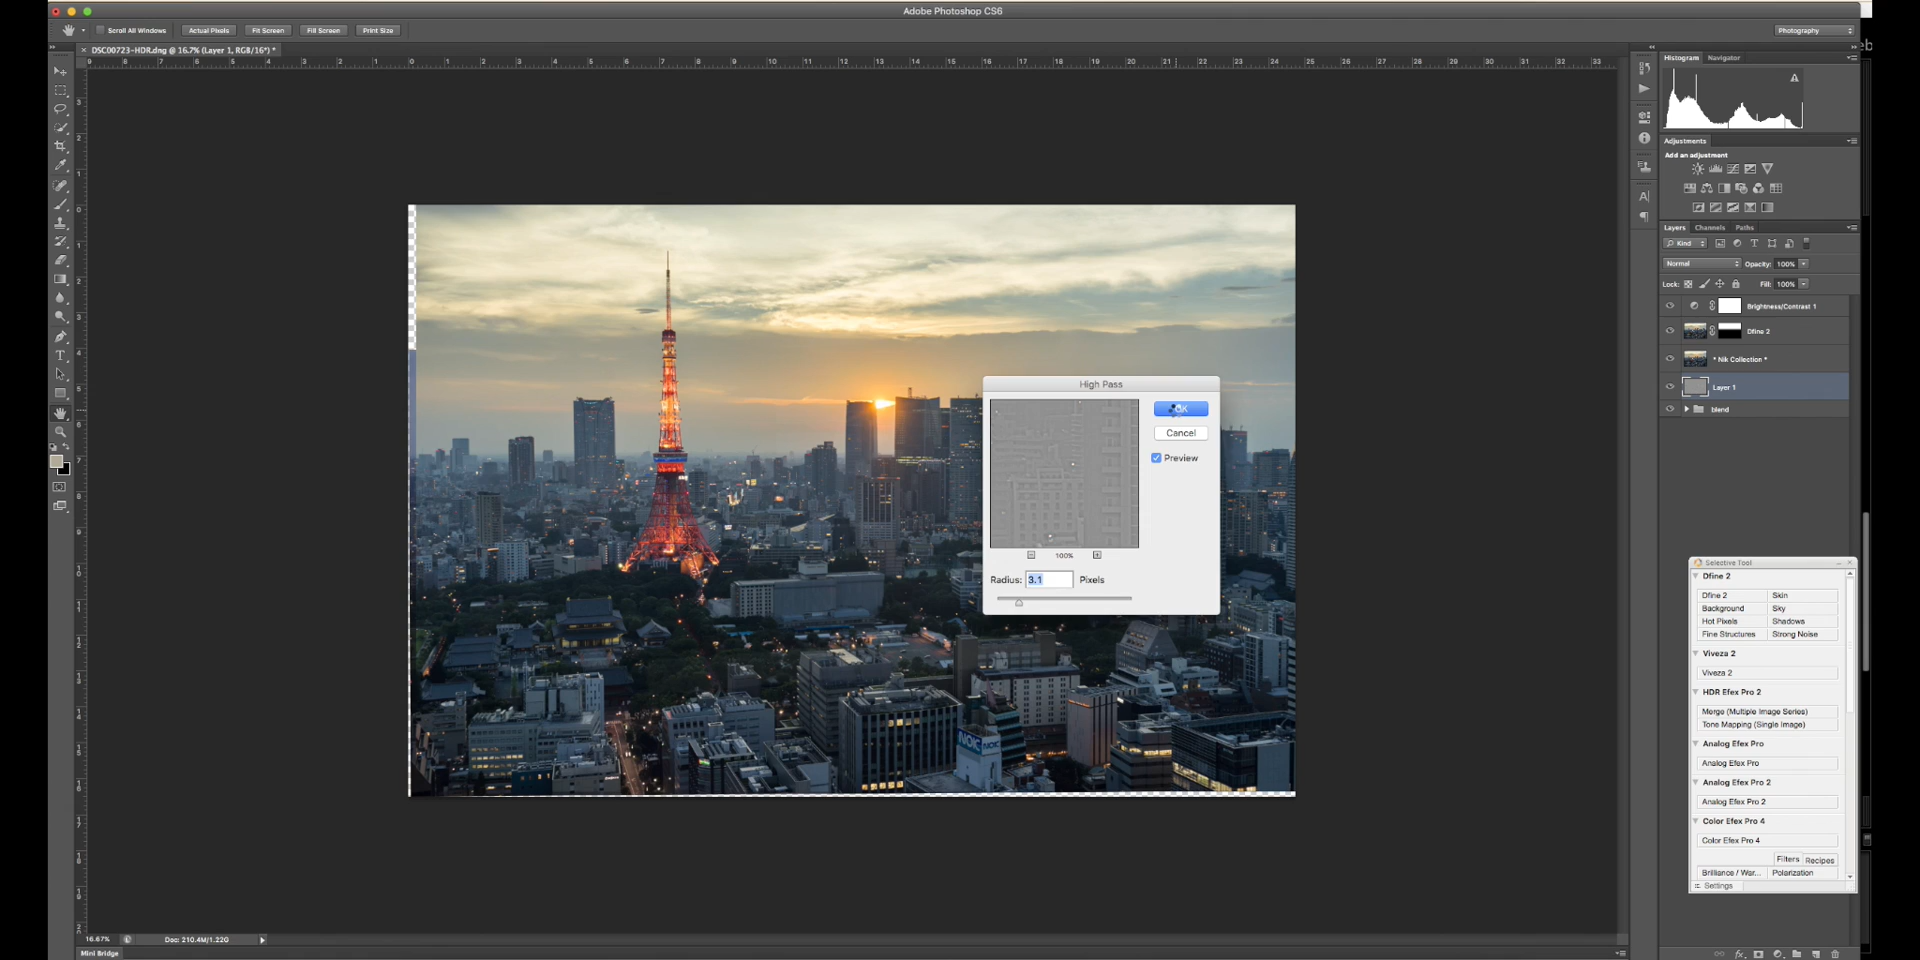 Adobe Photoshop CS6
Scroll All Windows
Actual Pixels
Fit Screen
Fill Screen
Print Size
Photography
DSC00723-HDR.dng @ 16.7% (Layer 1, RGB/16*) *
Histogram
Navigator
Adjustments
Add an adjustment
Layers
Channels
Paths
Kind
Normal
Opacity: 100%
Lock:
Fill: 100%
Brightness/Contrast 1
Dfine 2
* Nik Collection *
Layer 1
blend
High Pass
OK
Cancel
Preview
100%
Radius: 3.1 Pixels
NOIC NOIC
Selective Tool
Dfine 2
Dfine 2
Skin
Background
Sky
Hot Pixels
Shadows
Fine Structures
Strong Noise
Viveza 2
Viveza 2
HDR Efex Pro 2
Merge (Multiple Image Series)
Tone Mapping (Single Image)
Analog Efex Pro
Analog Efex Pro
Analog Efex Pro 2
Analog Efex Pro 2
Color Efex Pro 4
Color Efex Pro 4
Filters
Recipes
Brilliance / War...
Polarization
Settings
16.67%
Doc: 210.4M/1.22G
Mini Bridge